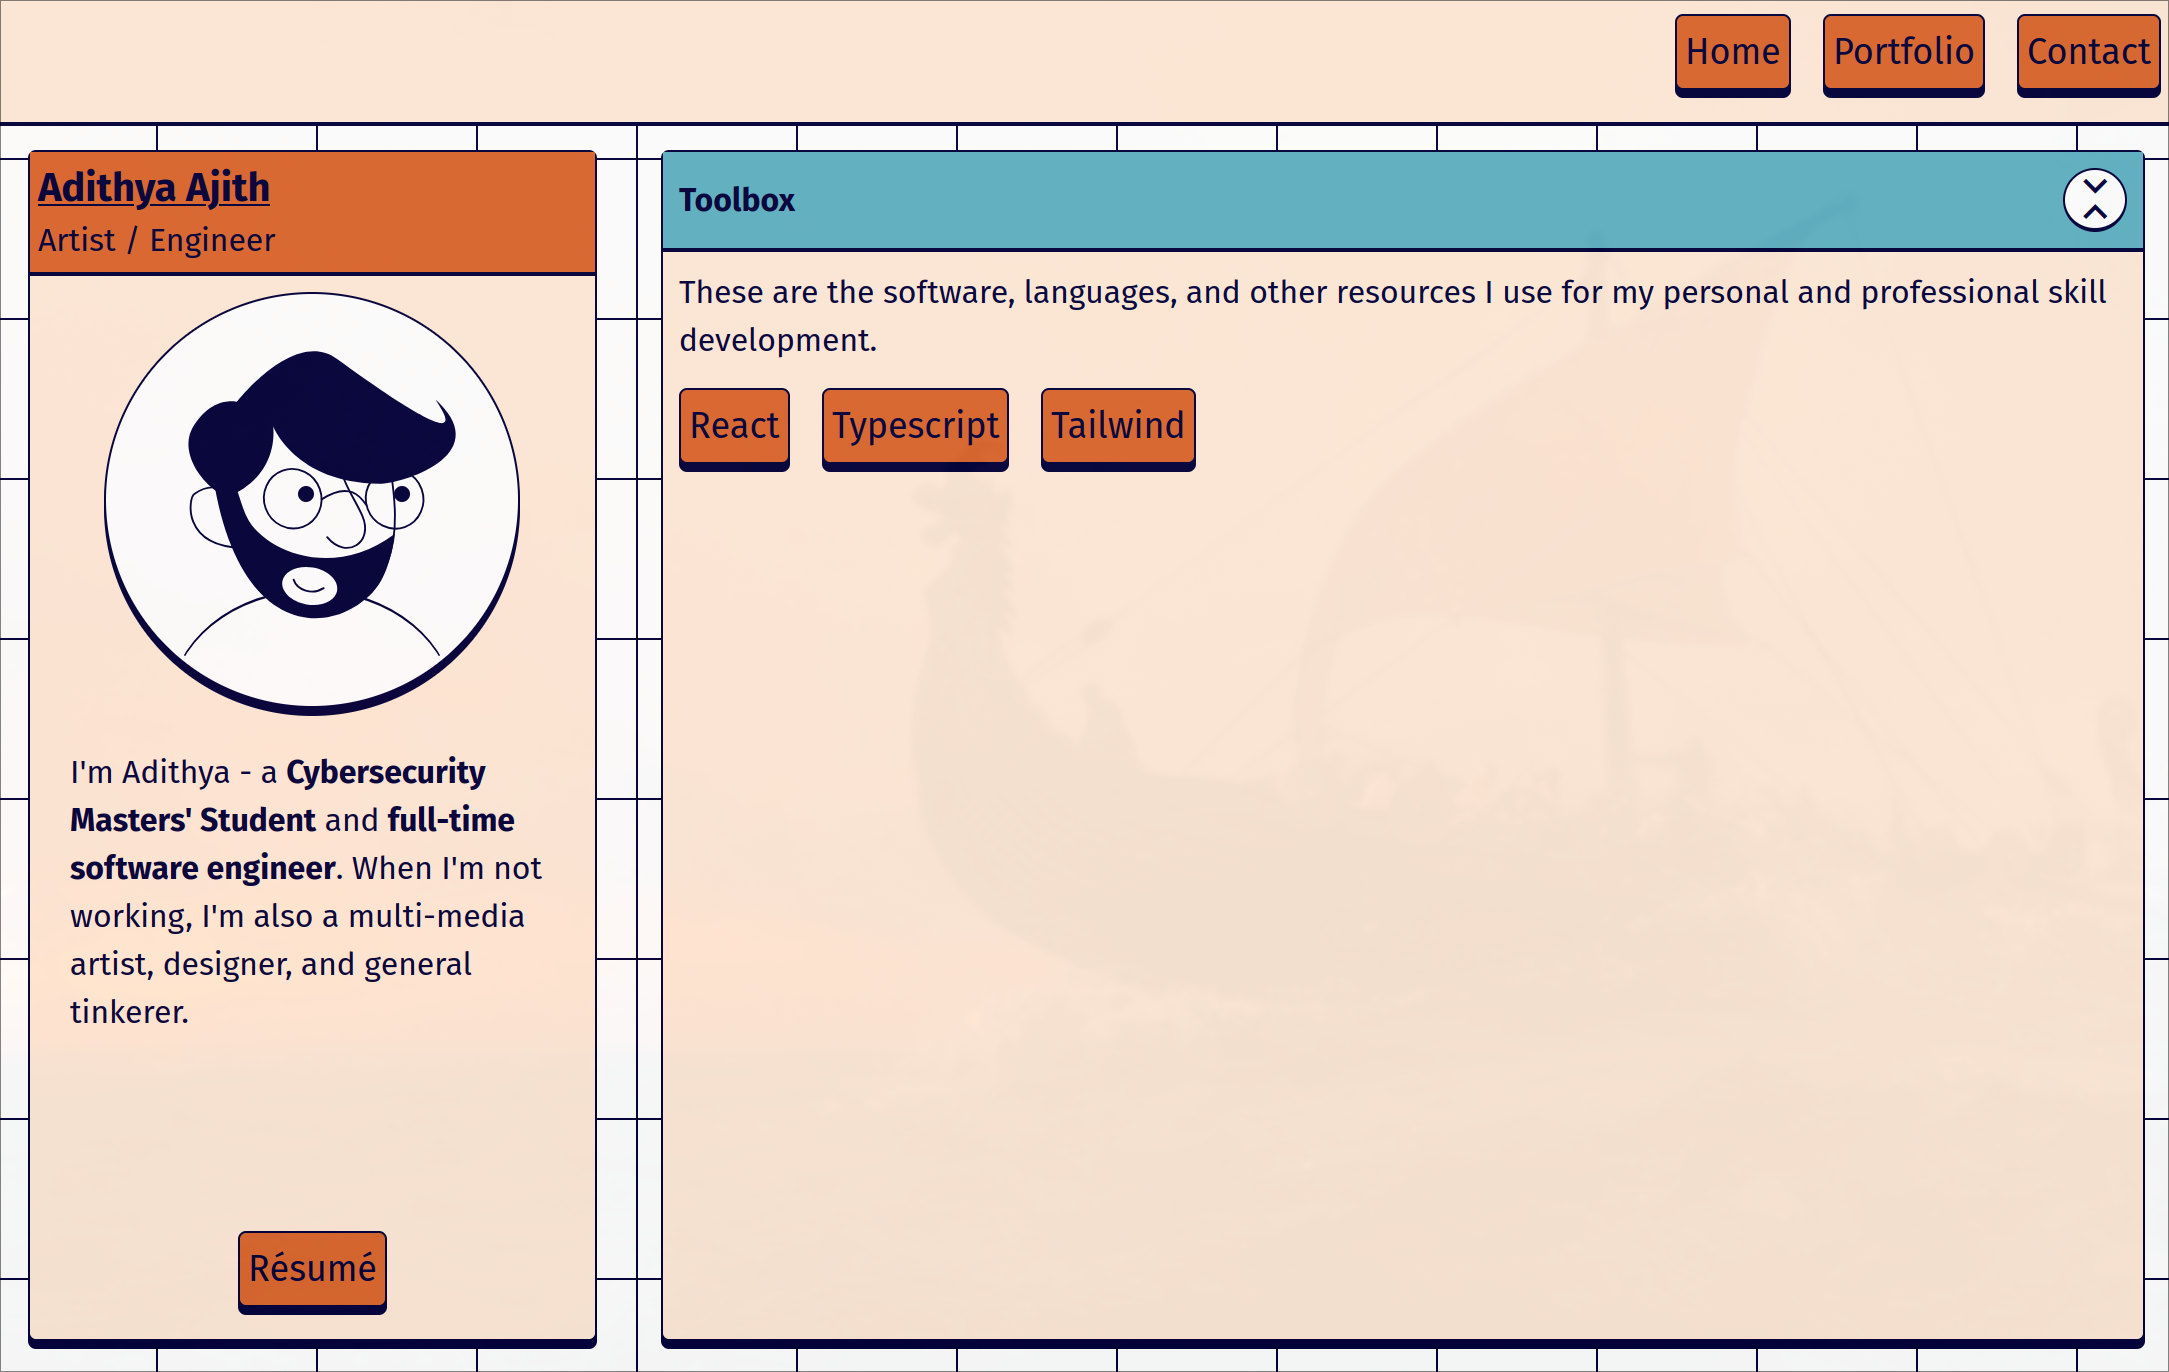 Home
Portfolio
Contact
Adithya Ajith
Artist / Engineer
I'm Adithya - a Cybersecurity
Masters' Student and full-time
software engineer. When I'm not
working, I'm also a multi-media
artist, designer, and general
tinkerer.
Résumé
Toolbox
These are the software, languages, and other resources I use for my personal and professional skill
development.
React
Typescript
Tailwind